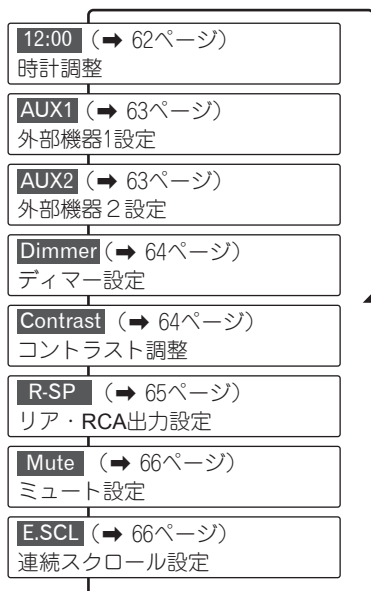 12:00 (➡ 62ページ)
時計調整
AUX1 (➡ 63ページ)
外部機器1設定
AUX2 (➡ 63ページ)
外部機器２設定
Dimmer (➡ 64ページ)
ディマー設定
Contrast (➡ 64ページ)
コントラスト調整
R-SP (➡ 65ページ)
リア・RCA出力設定
Mute (➡ 66ページ)
ミュート設定
E.SCL (➡ 66ページ)
連続スクロール設定